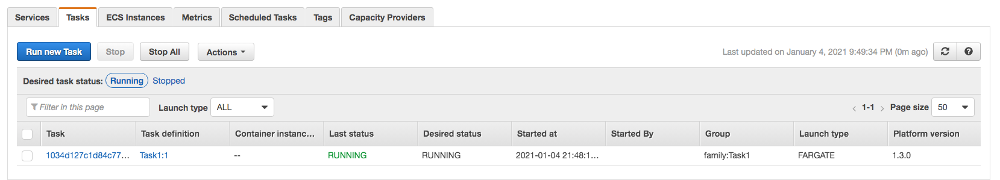 Services Tasks ECS Instances Metrics Scheduled Tasks Tags Capacity Providers
Run new Task Stop Stop All Actions Last updated on January 4, 2021 9:49:34 PM (0m ago)
Desired task status: Running Stopped
Filter in this page Launch type ALL < 1-1 > Page size 50
Task Task definition Container instanc... Last status Desired status Started at Started By Group Launch type Platform version
1034d127c1d84c77... Task1:1 -- RUNNING RUNNING 2021-01-04 21:48:1... family:Task1 FARGATE 1.3.0